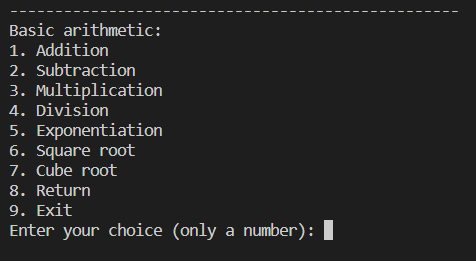 --------------------------------------------------
Basic arithmetic:
1. Addition
2. Subtraction
3. Multiplication
4. Division
5. Exponentiation
6. Square root
7. Cube root
8. Return
9. Exit
Enter your choice (only a number):